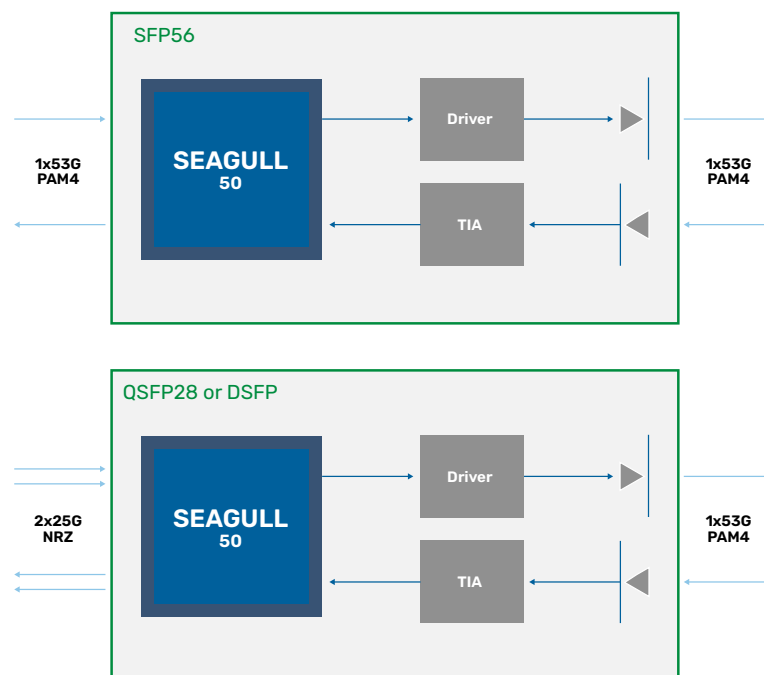 SFP56
SEAGULL
50
Driver
TIA
1x53G
PAM4
1x53G
PAM4
QSFP28 or DSFP
SEAGULL
50
Driver
TIA
2x25G
NRZ
1x53G
PAM4